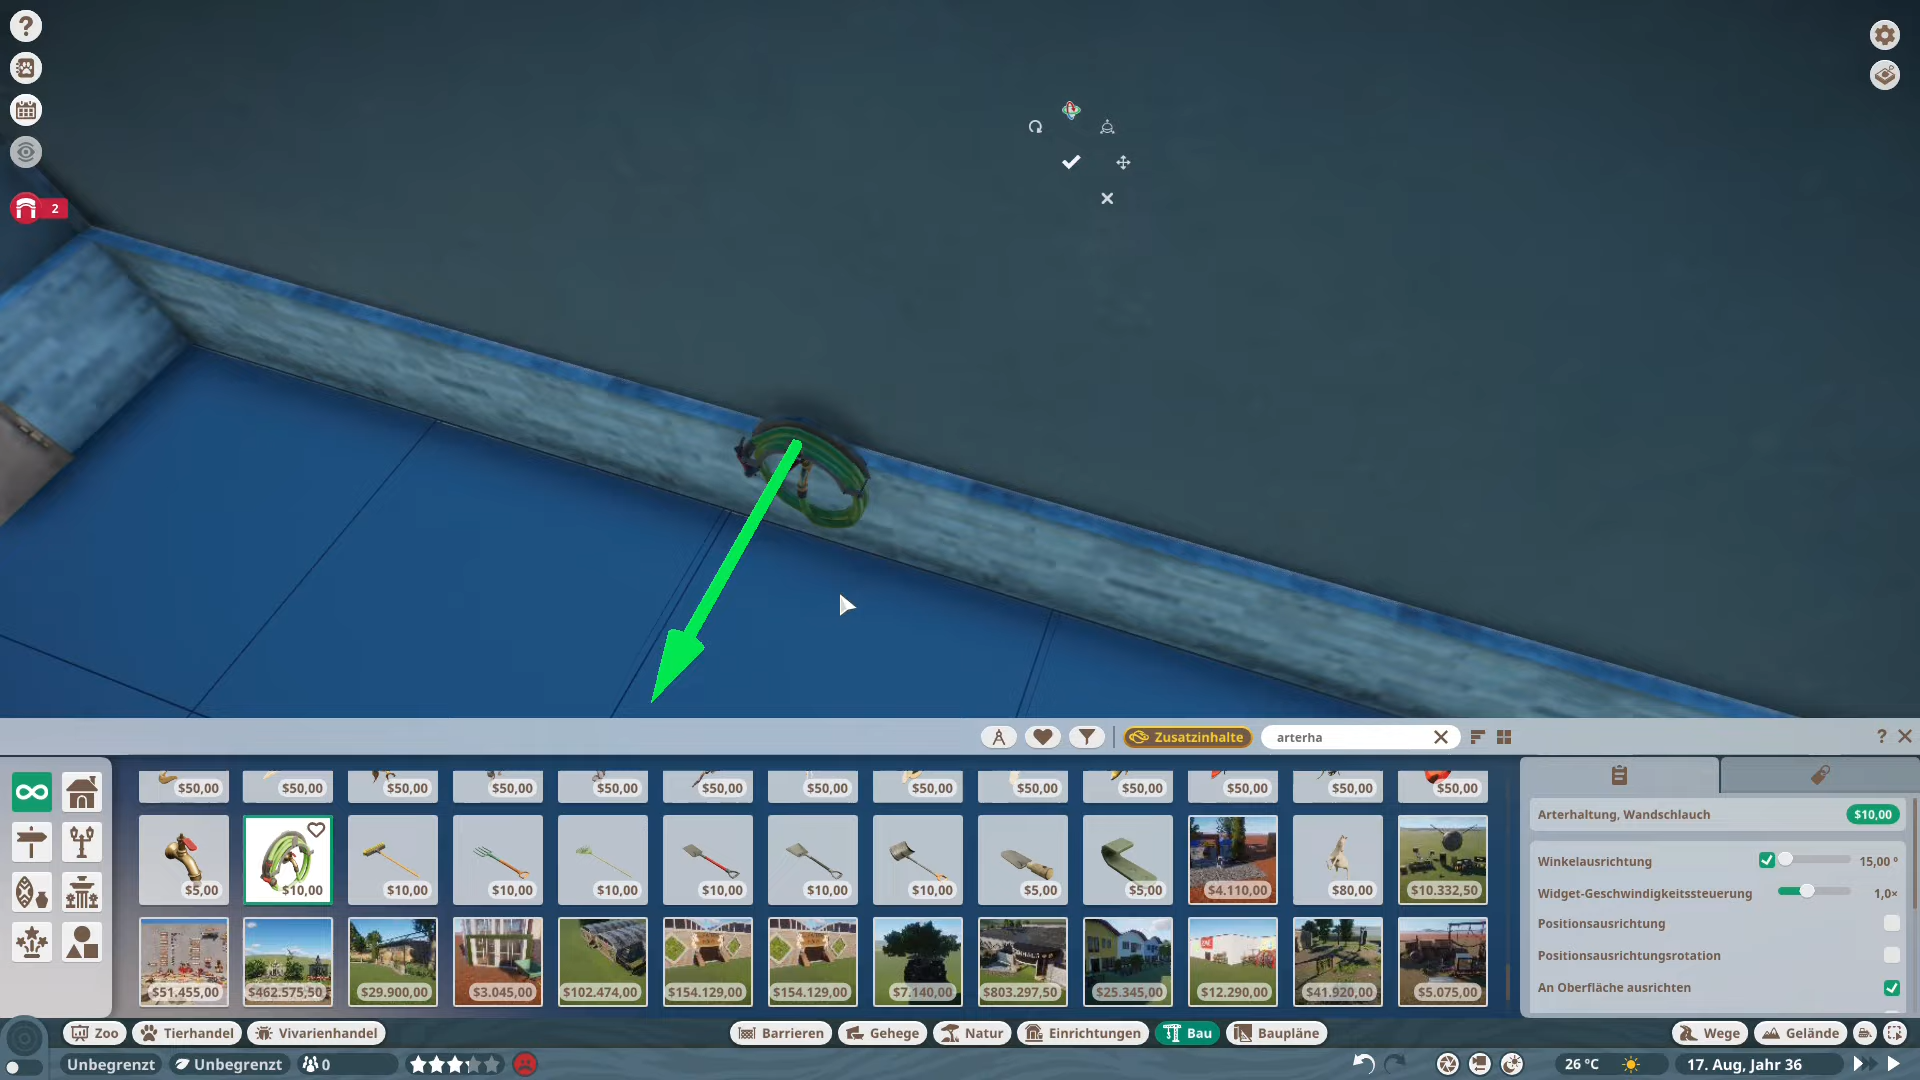 ?
2
Zusatzinhalte
arterha
?
$50,00 $50,00 $50,00 $50,00 $50,00 $50,00 $50,00 $50,00 $50,00 $50,00 $50,00 $50,00 $50,00
$5,00 $10,00 $10,00 $10,00 $10,00 $10,00 $10,00 $10,00 $5,00 $5,00 $4.110,00 $80,00 $10.332,50
$51.455,00 $462.575,50 $29.900,00 $3.045,00 $102.474,00 $154.129,00 $154.129,00 $7.140,00 $803.297,50 $25.345,00 $12.290,00 $41.920,00 $5.075,00
Arterhaltung, Wandschlauch $10,00
Winkelausrichtung 15,00 °
Widget-Geschwindigkeitssteuerung 1,0×
Positionsausrichtung
Positionsausrichtungsrotation
An Oberfläche ausrichten
Zoo Tierhandel Vivarienhandel Barrieren Gehege Natur Einrichtungen Bau Baupläne Wege Gelände
Unbegrenzt Unbegrenzt 0 26 °C 17. Aug, Jahr 36